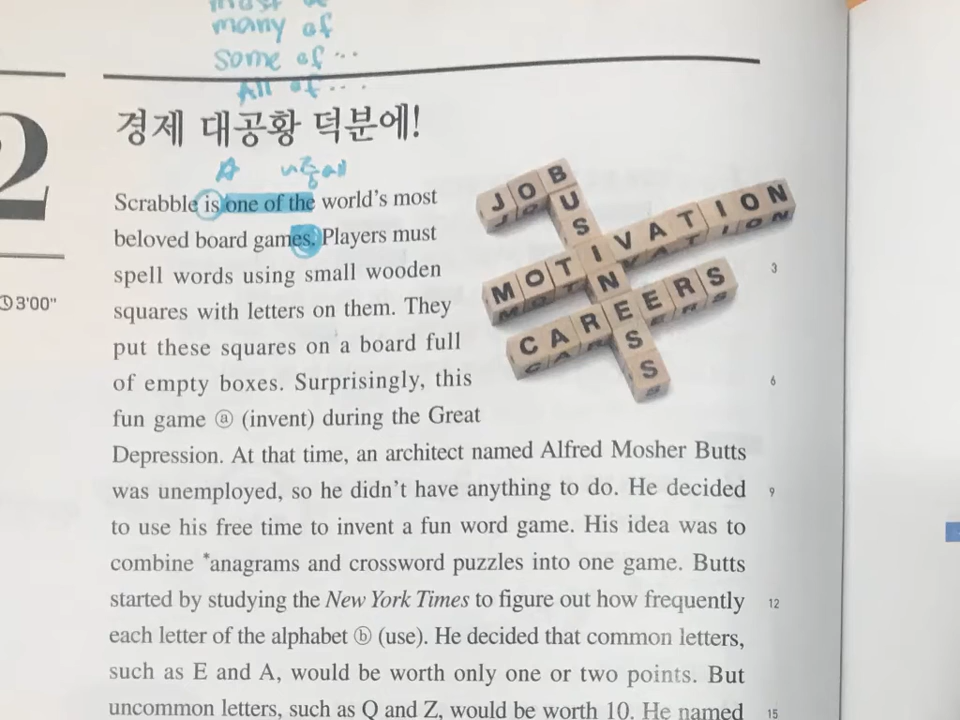 many of
some of ...
All of ...
2
경제 대공황 덕분에!
☆ 나중에
Scrabble is one of the world's most
beloved board games. Players must
spell words using small wooden
squares with letters on them. They
put these squares on a board full
of empty boxes. Surprisingly, this
fun game ⓐ (invent) during the Great
Depression. At that time, an architect named Alfred Mosher Butts
was unemployed, so he didn't have anything to do. He decided
to use his free time to invent a fun word game. His idea was to
combine *anagrams and crossword puzzles into one game. Butts
started by studying the New York Times to figure out how frequently
each letter of the alphabet ⓑ (use). He decided that common letters,
such as E and A, would be worth only one or two points. But
uncommon letters, such as Q and Z, would be worth 10. He named
3'00"
JOB
BUSINESS
MOTIVATION
CAREERS
3
6
9
12
15